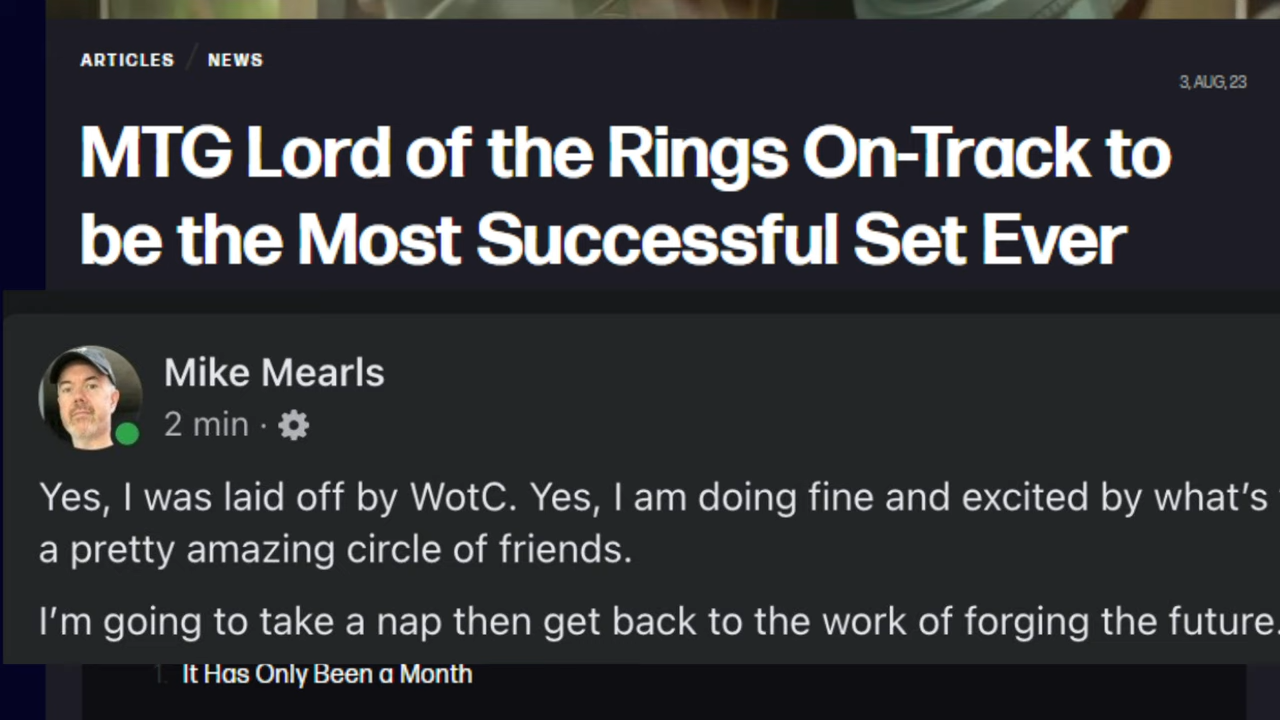 ARTICLES / NEWS
3, AUG, 23
MTG Lord of the Rings On-Track to
be the Most Successful Set Ever
Mike Mearls
2 min ·
Yes, I was laid off by WotC. Yes, I am doing fine and excited by what’s
a pretty amazing circle of friends.
I’m going to take a nap then get back to the work of forging the future.
1. It Has Only Been a Month